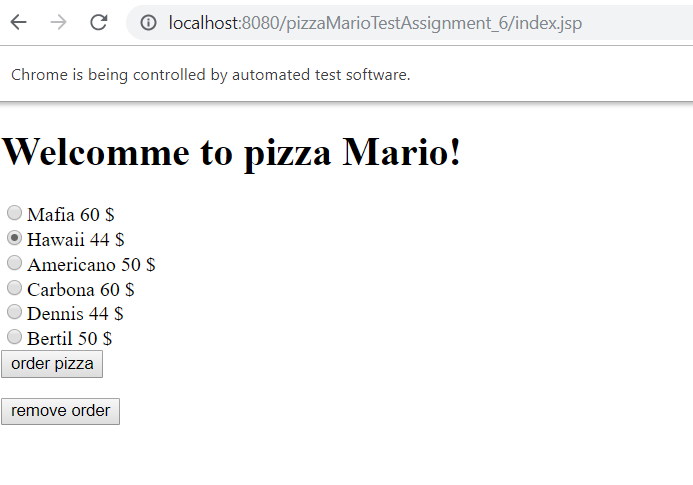 localhost:8080/pizzaMarioTestAssignment_6/index.jsp
Chrome is being controlled by automated test software.
Welcomme to pizza Mario!
Mafia 60 $
Hawaii 44 $
Americano 50 $
Carbona 60 $
Dennis 44 $
Bertil 50 $
order pizza
remove order